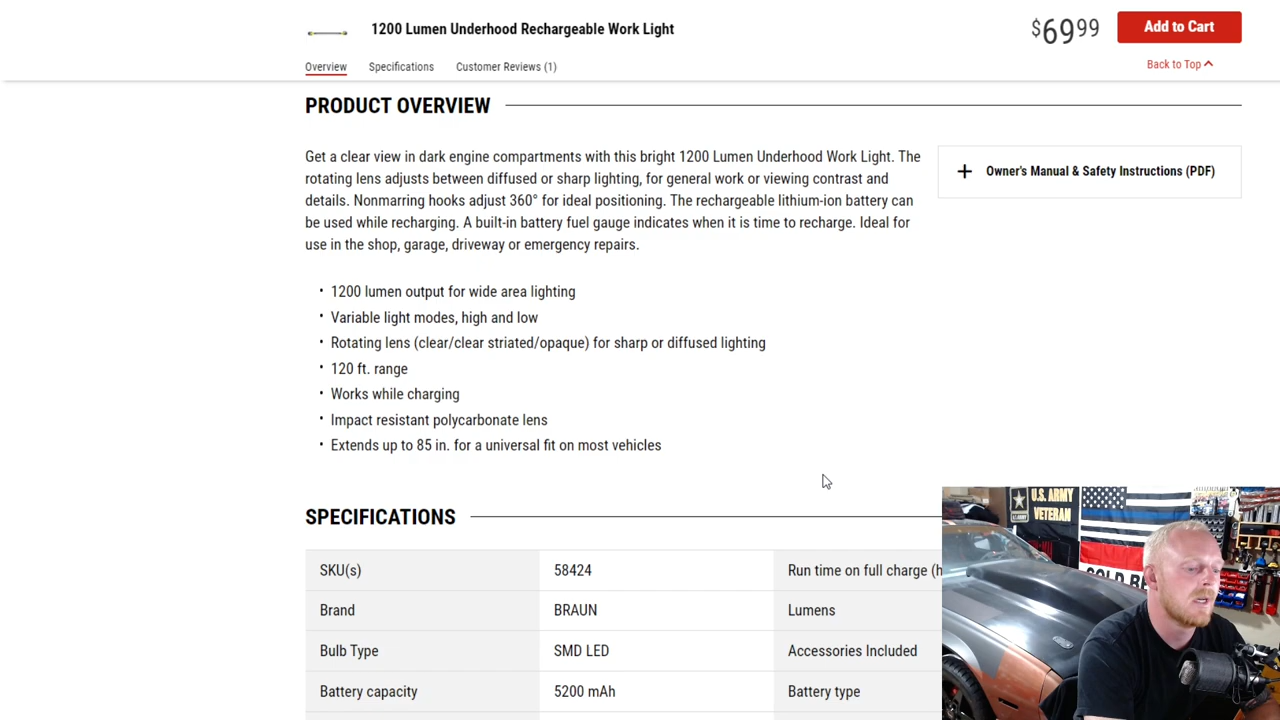 1200 Lumen Underhood Rechargeable Work Light
$6999
Add to Cart
Overview
Specifications
Customer Reviews (1)
Back to Top
PRODUCT OVERVIEW
Get a clear view in dark engine compartments with this bright 1200 Lumen Underhood Work Light. The
rotating lens adjusts between diffused or sharp lighting, for general work or viewing contrast and
details. Nonmarring hooks adjust 360° for ideal positioning. The rechargeable lithium-ion battery can
be used while recharging. A built-in battery fuel gauge indicates when it is time to recharge. Ideal for
use in the shop, garage, driveway or emergency repairs.
+ Owner's Manual & Safety Instructions (PDF)
• 1200 lumen output for wide area lighting
• Variable light modes, high and low
• Rotating lens (clear/clear striated/opaque) for sharp or diffused lighting
• 120 ft. range
• Works while charging
• Impact resistant polycarbonate lens
• Extends up to 85 in. for a universal fit on most vehicles
SPECIFICATIONS
SKU(s) 58424 Run time on full charge (h
Brand BRAUN Lumens
Bulb Type SMD LED Accessories Included
Battery capacity 5200 mAh Battery type
U.S. ARMY
VETERAN